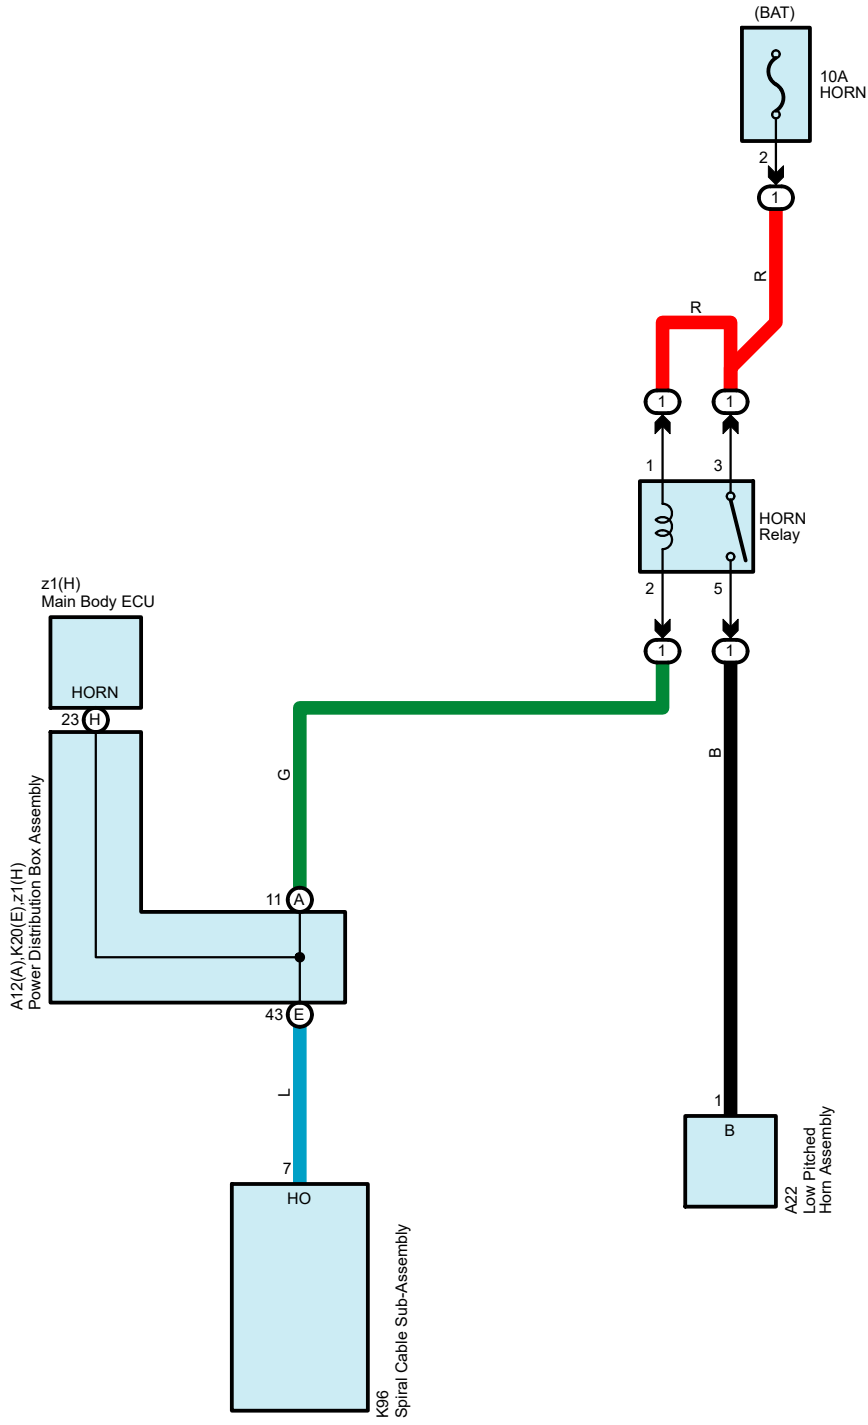 (BAT)
10A
HORN
2
1
R
R
1
1
1
3
HORN
Relay
2
5
1
1
z1(H)
Main Body ECU
HORN
23
H
G
B
A12(A),K20(E),z1(H)
Power Distribution Box Assembly
11
A
43
E
L
1
B
A22
Low Pitched
Horn Assembly
7
HO
K96
Spiral Cable Sub-Assembly